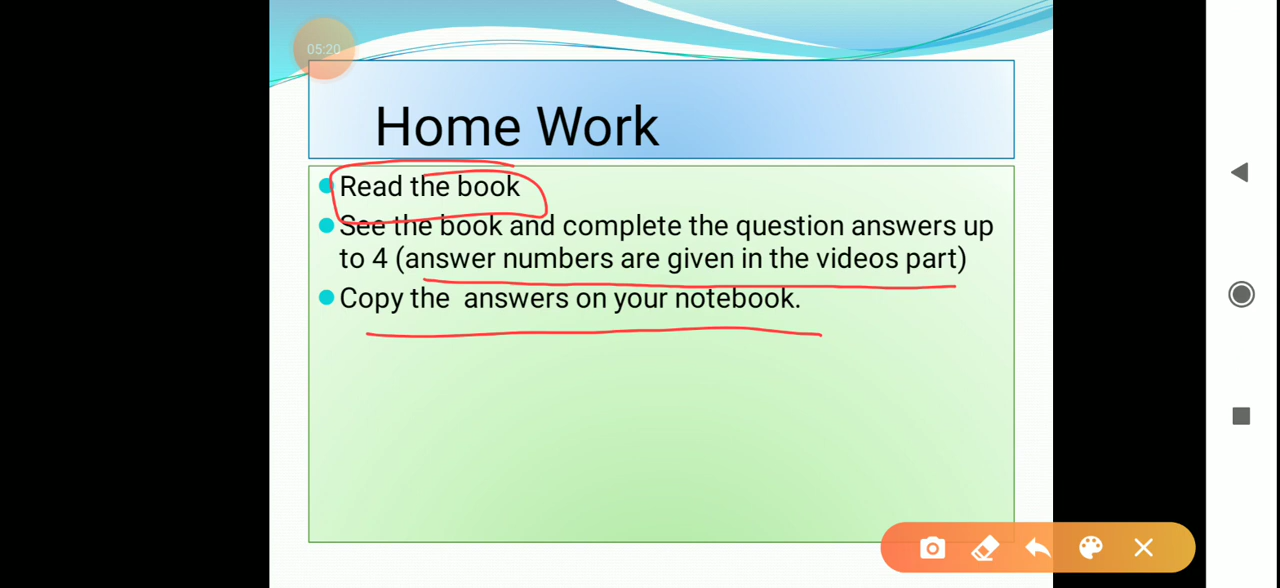 05:20
Home Work
Read the book
See the book and complete the question answers up
to 4 (answer numbers are given in the videos part)
Copy the  answers on your notebook.